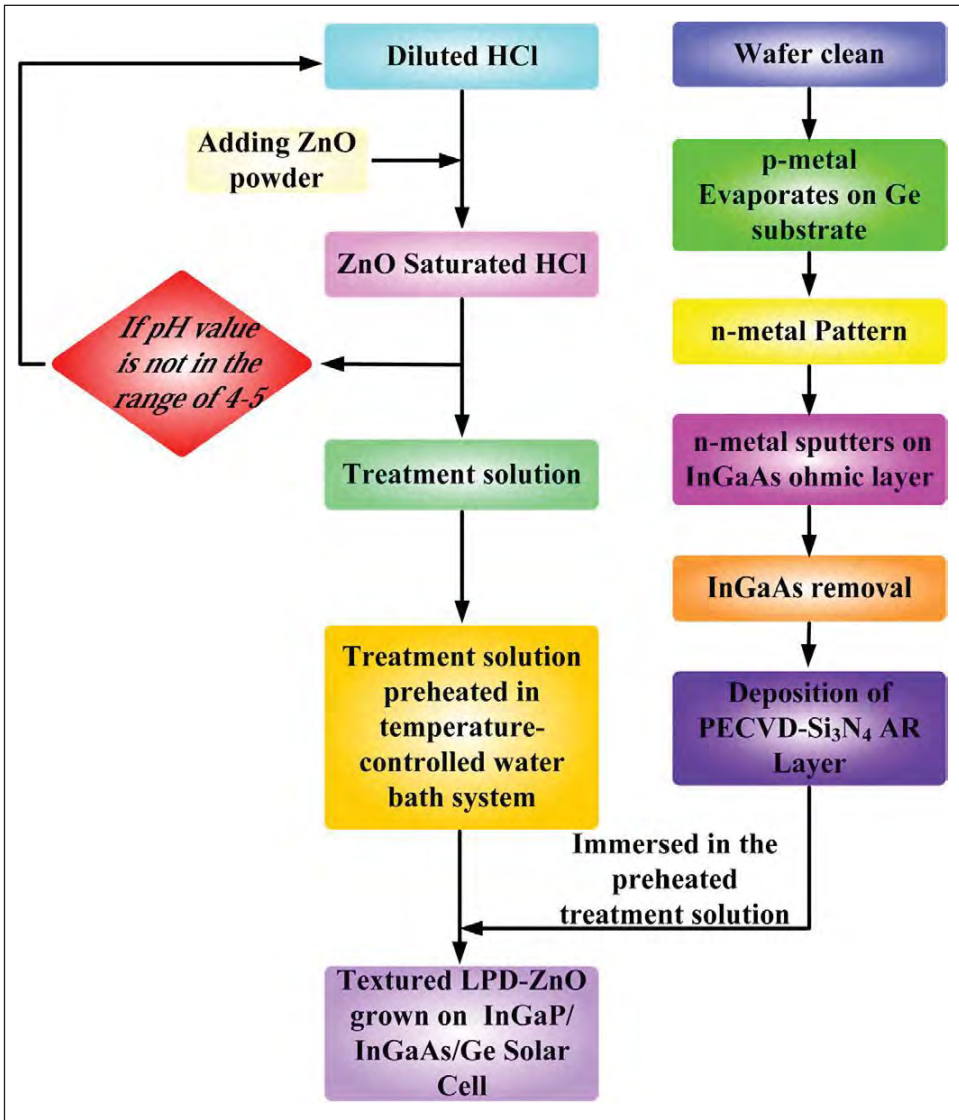 Diluted HCl
Adding ZnO
powder
ZnO Saturated HCl
If pH value
is not in the
range of 4-5
Treatment solution
Treatment solution
preheated in
temperature-
controlled water
bath system
Wafer clean
p-metal
Evaporates on Ge
substrate
n-metal Pattern
n-metal sputters on
InGaAs ohmic layer
InGaAs removal
Deposition of
PECVD-Si₃N₄ AR
Layer
Immersed in the
preheated
treatment solution
Textured LPD-ZnO
grown on InGaP/
InGaAs/Ge Solar
Cell